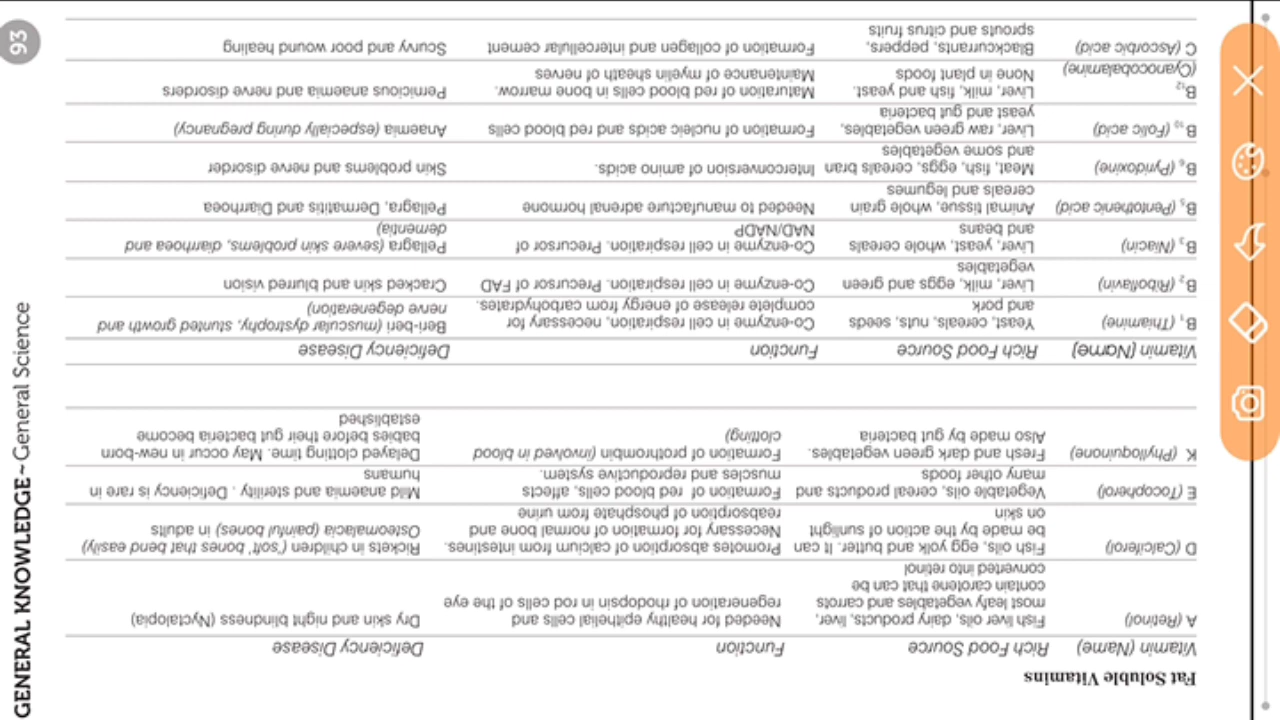 Fat Soluble Vitamins
Vitamin (Name) Rich Food Source Function Deficiency Disease
A (Retinol) Fish liver oils, dairy products, liver, Needed for healthy epithelial cells and Dry skin and night blindness (Nyctalopia)
most leafy vegetables and carrots regeneration of rhodopsin in rod cells of the eye
contain carotene that can be
converted into retinol
D (Calciferol) Fish oils, egg yolk and butter. It can Promotes absorption of calcium from intestines. Rickets in children ('soft' bones that bend easily)
be made by the action of sunlight Necessary for formation of normal bone and Osteomalacia (painful bones) in adults
on skin reabsorption of phosphate from urine
E (Tocopherol) Vegetable oils, cereal products and Formation of red blood cells, affects Mild anaemia and sterility . Deficiency is rare in
many other foods muscles and reproductive system. humans
K (Phylloquinone) Fresh and dark green vegetables. Formation of prothrombin (involved in blood Delayed clotting time. May occur in new-born
Also made by gut bacteria clotting) babies before their gut bacteria become
established
Vitamin (Name) Rich Food Source Function Deficiency Disease
B₁ (Thiamine) Yeast, cereals, nuts, seeds Co-enzyme in cell respiration, necessary for Beri-beri (muscular dystrophy, stunted growth and
and pork complete release of energy from carbohydrates. nerve degeneration)
B₂ (Riboflavin) Liver, milk, eggs and green Co-enzyme in cell respiration. Precursor of FAD Cracked skin and blurred vision
vegetables
B₃ (Niacin) Liver, yeast, whole cereals Co-enzyme in cell respiration. Precursor of Pellagra (severe skin problems, diarrhoea and
and beans NAD/NADP dementia)
B₅ (Pentothenic acid) Animal tissue, whole grain Needed to manufacture adrenal hormone Pellagra, Dermatitis and Diarrhoea
cereals and legumes
B₆ (Pyridoxine) Meat, fish, eggs, cereals bran Interconversion of amino acids. Skin problems and nerve disorder
and some vegetables
B₁₀ (Folic acid) Liver, raw green vegetables, Formation of nucleic acids and red blood cells Anaemia (especially during pregnancy)
yeast and gut bacteria
B₁₂ Liver, milk, fish and yeast. Maturation of red blood cells in bone marrow. Pernicious anaemia and nerve disorders
(Cyanocobalamine) None in plant foods Maintenance of myelin sheath of nerves
C (Ascorbic acid) Blackcurrants, peppers, Formation of collagen and intercellular cement Scurvy and poor wound healing
sprouts and citrus fruits
GENERAL KNOWLEDGE ~ General Science
93